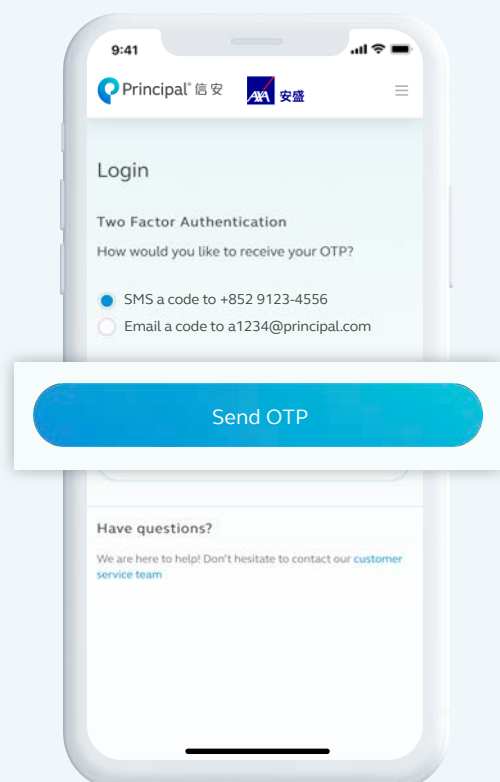 9:41
Principal® 信安 AXA 安盛
Login
Two Factor Authentication
How would you like to receive your OTP?
SMS a code to +852 9123-4556
Email a code to a1234@principal.com
Send OTP
Have questions?
We are here to help! Don't hesitate to contact our customer
service team